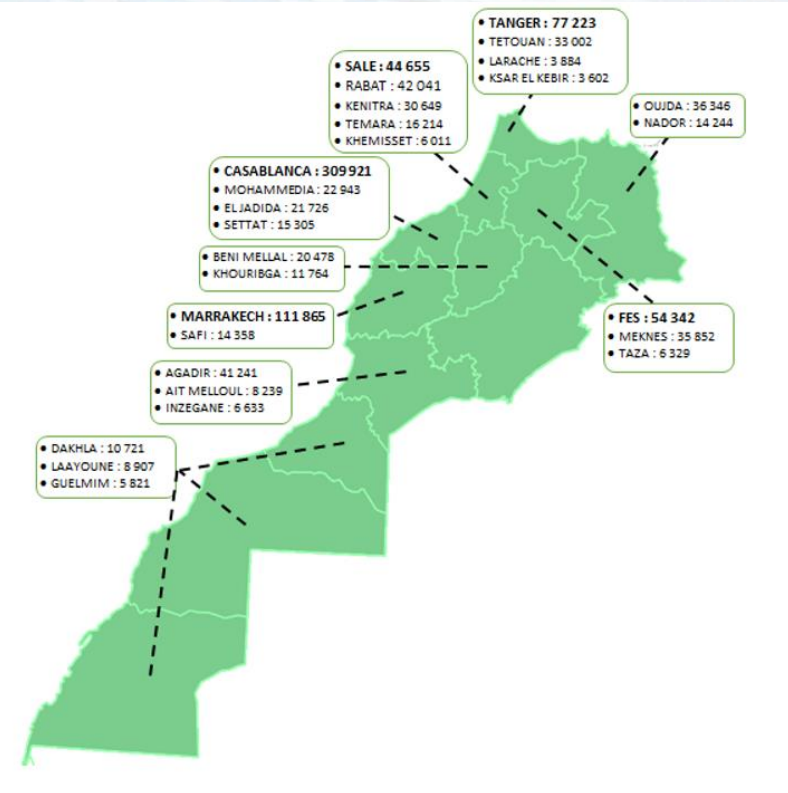 • TANGER : 77 223
• TETOUAN : 33 002
• LARACHE : 3 884
• KSAR EL KEBIR : 3 602
• SALE : 44 655
• RABAT : 42 041
• KENITRA : 30 649
• TEMARA : 16 214
• KHEMISSET : 6 011
• OUJDA : 36 346
• NADOR : 14 244
• CASABLANCA : 309 921
• MOHAMMEDIA : 22 943
• EL JADIDA : 21 726
• SETTAT : 15 305
• BENI MELLAL : 20 478
• KHOURIBGA : 11 764
• MARRAKECH : 111 865
• SAFI : 14 358
• FES : 54 342
• MEKNES : 35 852
• TAZA : 6 329
• AGADIR : 41 241
• AIT MELLOUL : 8 239
• INZEGANE : 6 633
• DAKHLA : 10 721
• LAAYOUNE : 8 907
• GUELMIM : 5 821